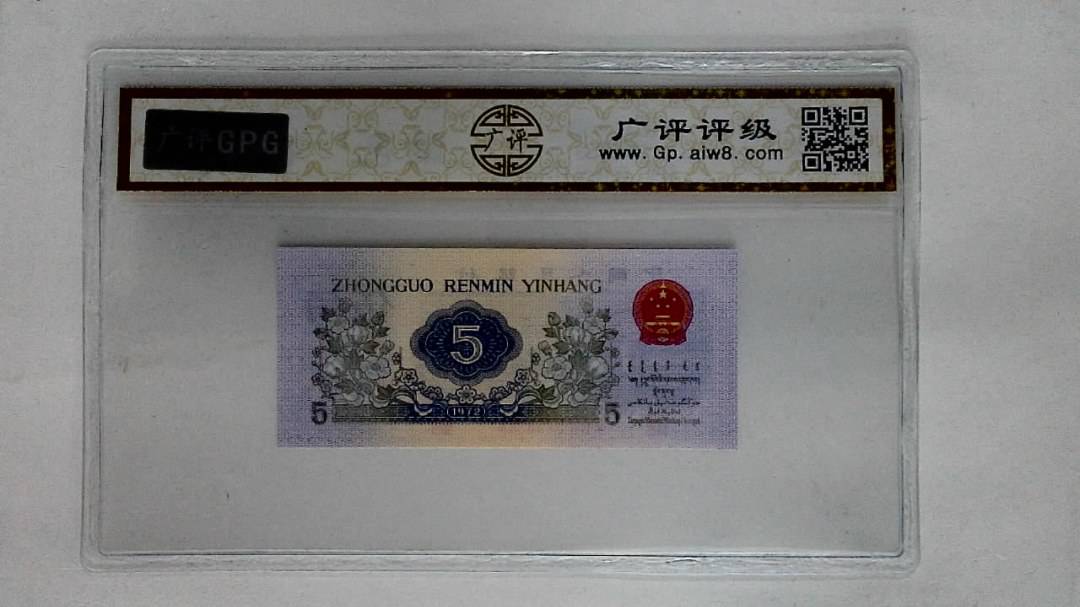 广评GPG
广评
广评评级
www.Gp.aiw8.com
ZHONGGUO RENMIN YINHANG
5
5
(1972)
5